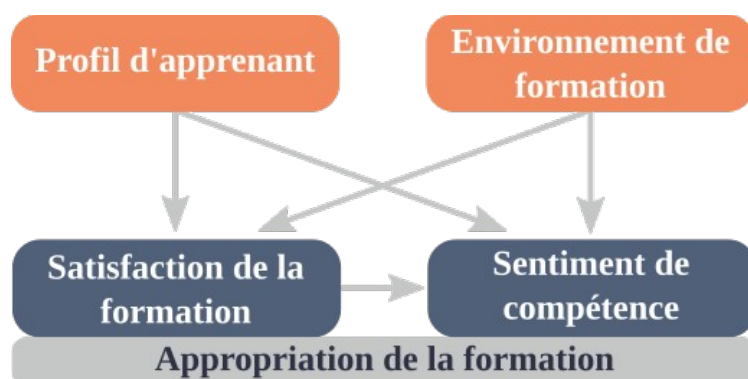 Profil d'apprenant
Environnement de
formation
Satisfaction de la
formation
Sentiment de
compétence
Appropriation de la formation